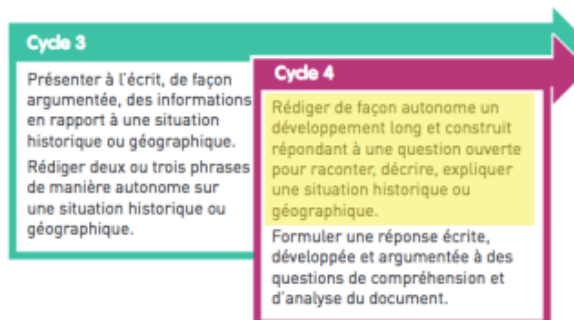 Cycle 3
Présenter à l'écrit, de façon
argumentée, des informations
en rapport à une situation
historique ou géographique.
Rédiger deux ou trois phrases
de manière autonome sur
une situation historique ou
géographique.
Cycle 4
Rédiger de façon autonome un
développement long et construit
répondant à une question ouverte
pour raconter, décrire, expliquer
une situation historique ou
géographique.
Formuler une réponse écrite,
développée et argumentée à des
questions de compréhension et
d'analyse du document.